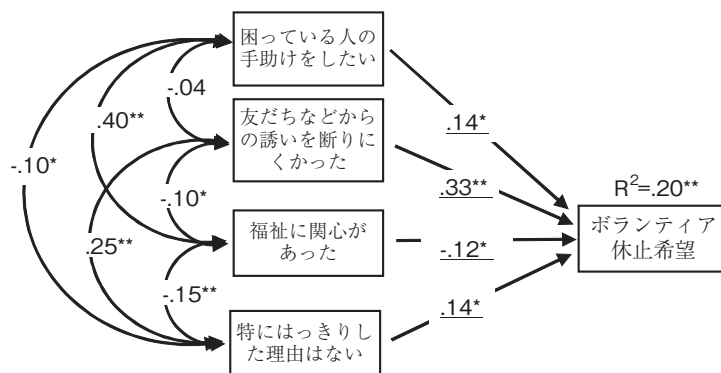 困っている人の
手助けをしたい
-.04
.40**
.14*
友だちなどから
の誘いを断りに
くかった
-.10*
-.10*
.33**
R²=.20**
ボランティア
休止希望
福祉に関心が
あった
.25**
-.12*
-.15**
特にはっきりし
た理由はない
.14*